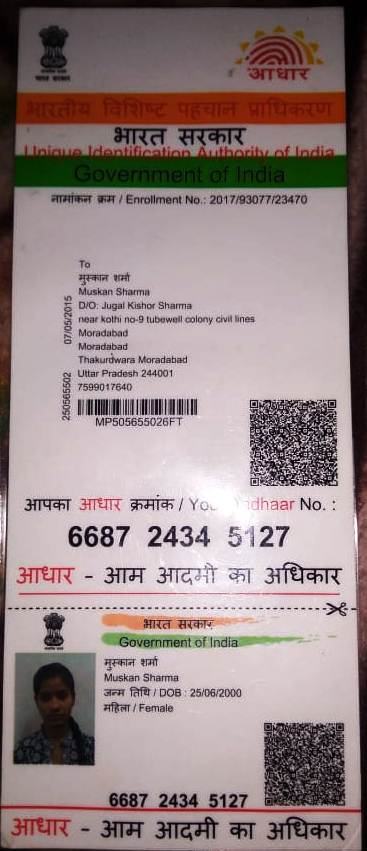 भारत सरकार
आधार
भारतीय विशिष्ट पहचान प्राधिकरण
भारत सरकार
Unique Identification Authority of India
Government of India
नामांकन क्रम / Enrollment No.: 2017/93077/23470
To
मुस्कान शर्मा
Muskan Sharma
D/O: Jugal Kishor Sharma
near kothi no-9 tubewell colony civil lines
Moradabad
Moradabad
Thakurdwara Moradabad
Uttar Pradesh 244001
7599017640
250565502 07/05/2015
MP505655026FT
आपका आधार क्रमांक / Your Aadhaar No. :
6687 2434 5127
आधार - आम आदमी का अधिकार
भारत सरकार
Government of India
मुस्कान शर्मा
Muskan Sharma
जन्म तिथि / DOB : 25/06/2000
महिला / Female
6687 2434 5127
आधार - आम आदमी का अधिकार